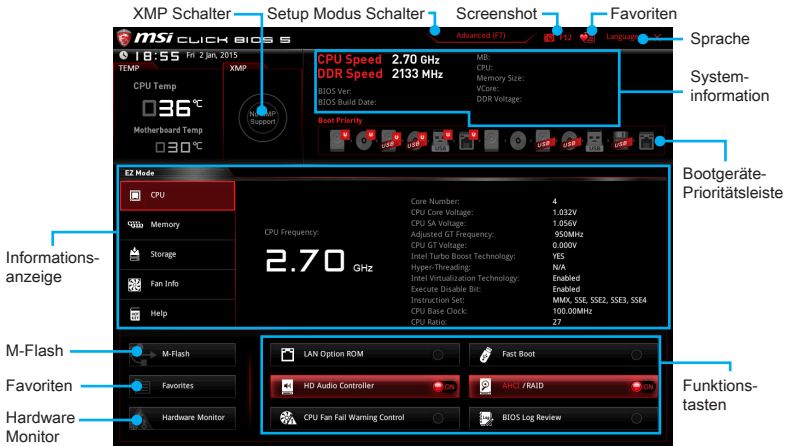 XMP Schalter
Setup Modus Schalter
Screenshot
Favoriten
msi CLICK BIOS 5
Advanced (F7)
F12
Language
X
Sprache
18:55 Fri 2 Jan, 2015
TEMP
XMP
CPU Speed 2.70 GHz
DDR Speed 2133 MHz
MB:
CPU:
Memory Size:
VCore:
DDR Voltage:
BIOS Ver:
BIOS Build Date:
System-
information
CPU Temp
36°C
Motherboard Temp
30°C
No XMP
Support
Boot Priority
U U U U U U
USB USB USB USB USB USB USB
Bootgeräte-
Prioritätsleiste
EZ Mode
CPU
Memory
Storage
Fan Info
Help
CPU Frequency:
2.70 GHz
Core Number: 4
CPU Core Voltage: 1.032V
CPU SA Voltage: 1.056V
Adjusted GT Frequency: 950MHz
CPU GT Voltage: 0.000V
Intel Turbo Boost Technology: YES
Hyper-Threading: N/A
Intel Virtualization Technology: Enabled
Execute Disable Bit: Enabled
Instruction Set: MMX, SSE, SSE2, SSE3, SSE4
CPU Base Clock: 100.00MHz
CPU Ratio: 27
Informations-
anzeige
M-Flash
M-Flash
LAN Option ROM
Fast Boot
Favoriten
Favorites
HD Audio Controller ON
AHCI /RAID ON
Funktions-
tasten
Hardware
Monitor
Hardware Monitor
CPU Fan Fail Warning Control
BIOS Log Review